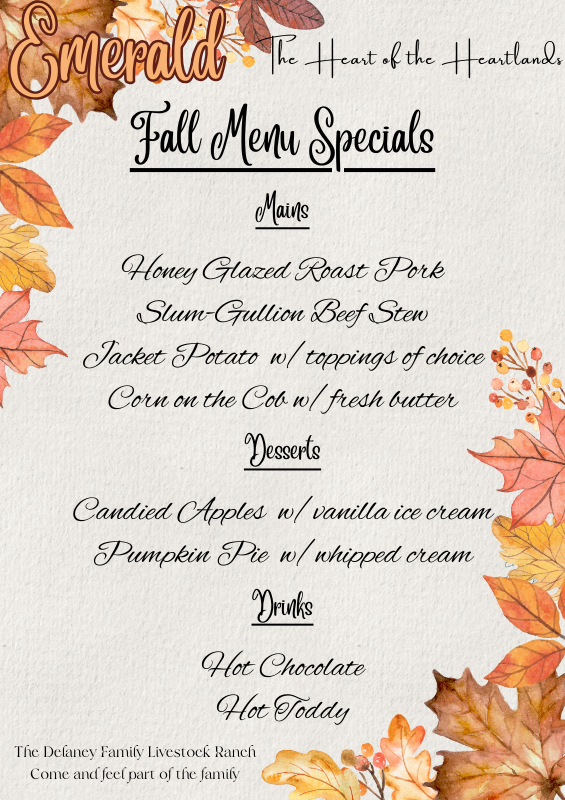 Emerald
The Heart of the Heartlands
Fall Menu Specials
Mains
Honey Glazed Roast Pork
Slum-Gullion Beef Stew
Jacket Potato w/ toppings of choice
Corn on the Cob w/ fresh butter
Desserts
Candied Apples w/ vanilla ice cream
Pumpkin Pie w/ whipped cream
Drinks
Hot Chocolate
Hot Toddy
The Delaney Family Livestock Ranch
Come and feel part of the family